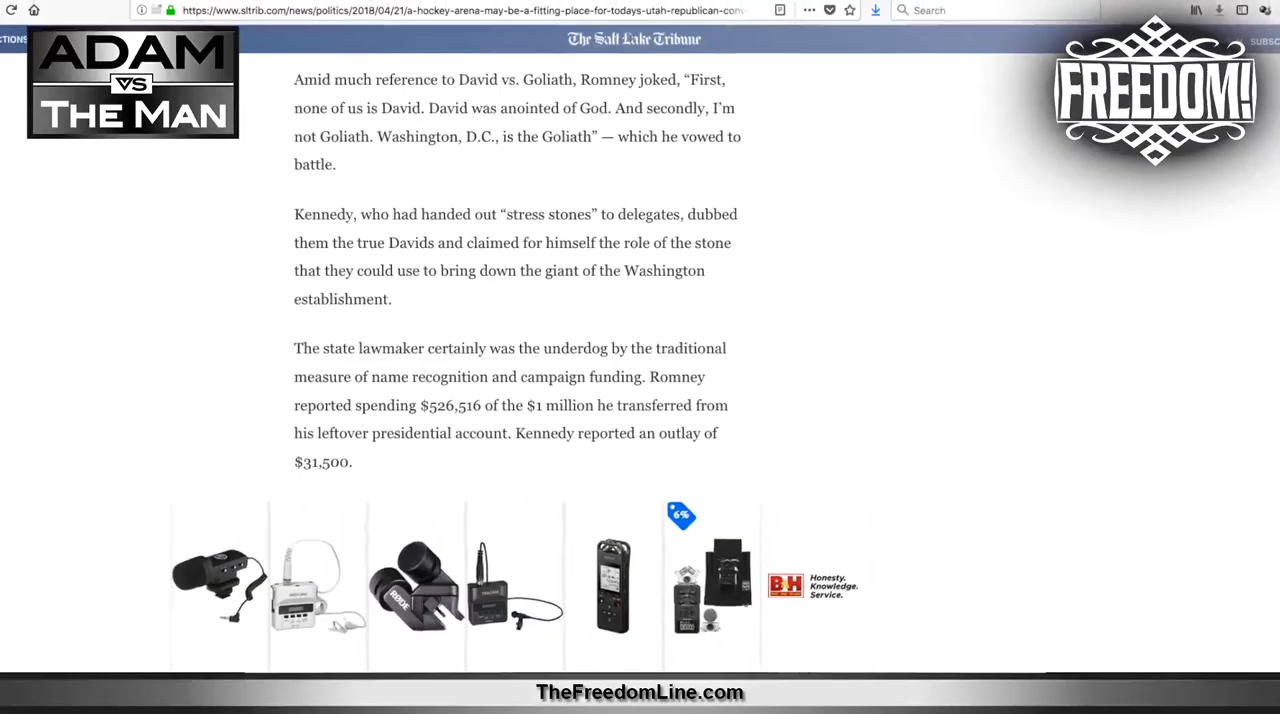 https://www.sltrib.com/news/politics/2018/04/21/a-hockey-arena-may-be-a-fitting-place-for-todays-utah-republican-conv
Search
CTIONS
The Salt Lake Tribune
SUBSC
ADAM
VS
THE MAN
FREEDOM!
Amid much reference to David vs. Goliath, Romney joked, “First,
none of us is David. David was anointed of God. And secondly, I’m
not Goliath. Washington, D.C., is the Goliath” — which he vowed to
battle.
Kennedy, who had handed out “stress stones” to delegates, dubbed
them the true Davids and claimed for himself the role of the stone
that they could use to bring down the giant of the Washington
establishment.
The state lawmaker certainly was the underdog by the traditional
measure of name recognition and campaign funding. Romney
reported spending $526,516 of the $1 million he transferred from
his leftover presidential account. Kennedy reported an outlay of
$31,500.
6%
RØDE
B&H
Honesty.
Knowledge.
Service.
TheFreedomLine.com